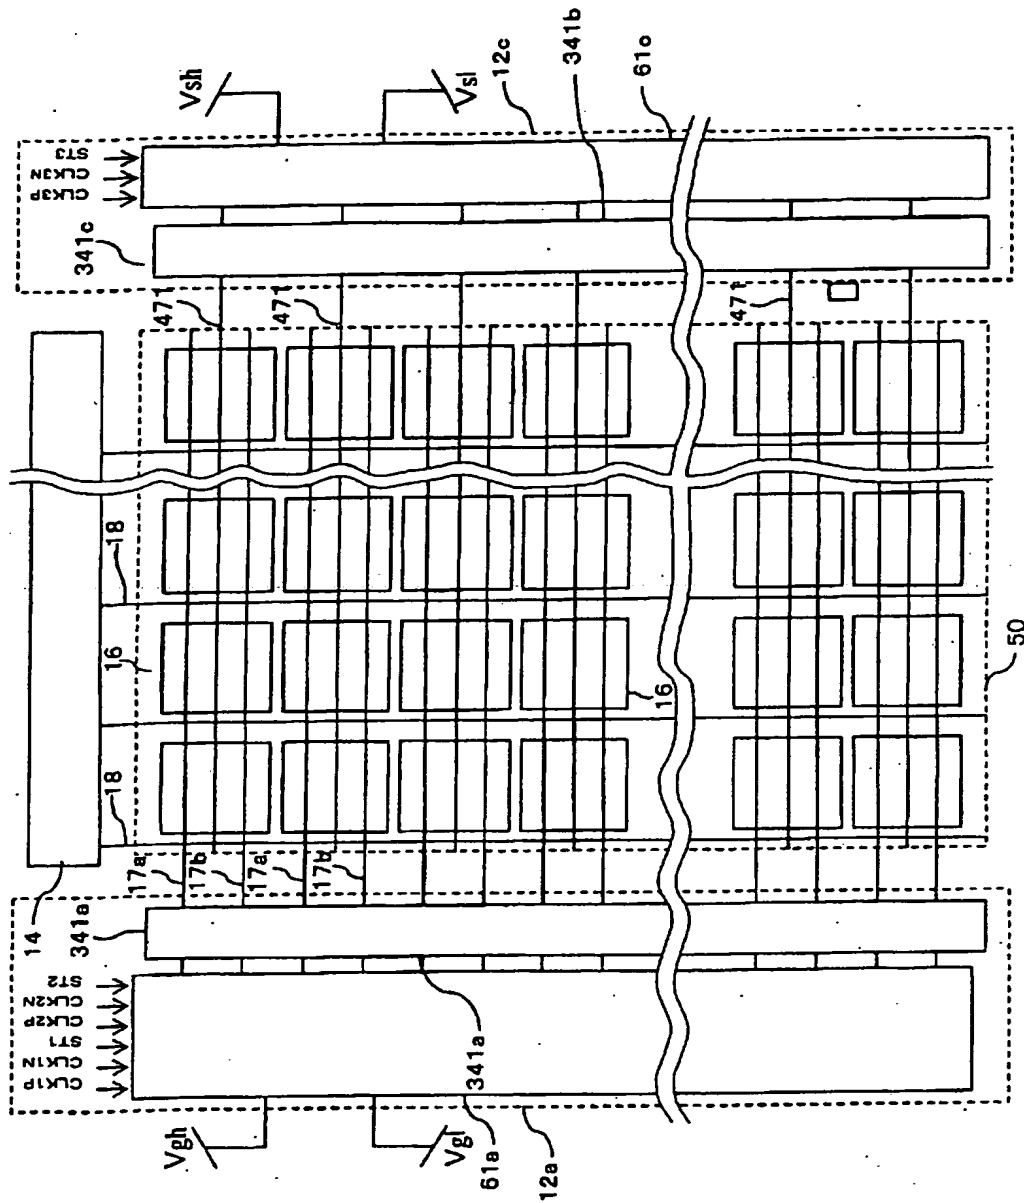 14
CLK1P
CLK1N
ST1
CLK2P
CLK2N
ST2
CLK3P
CLK3N
ST3
341a
341c
18
16
18
17a
17b
17a
17b
471
471
471
Vgh
Vsh
Vgl
Vsl
341a
61a
12a
12c
341b
61c
16
50